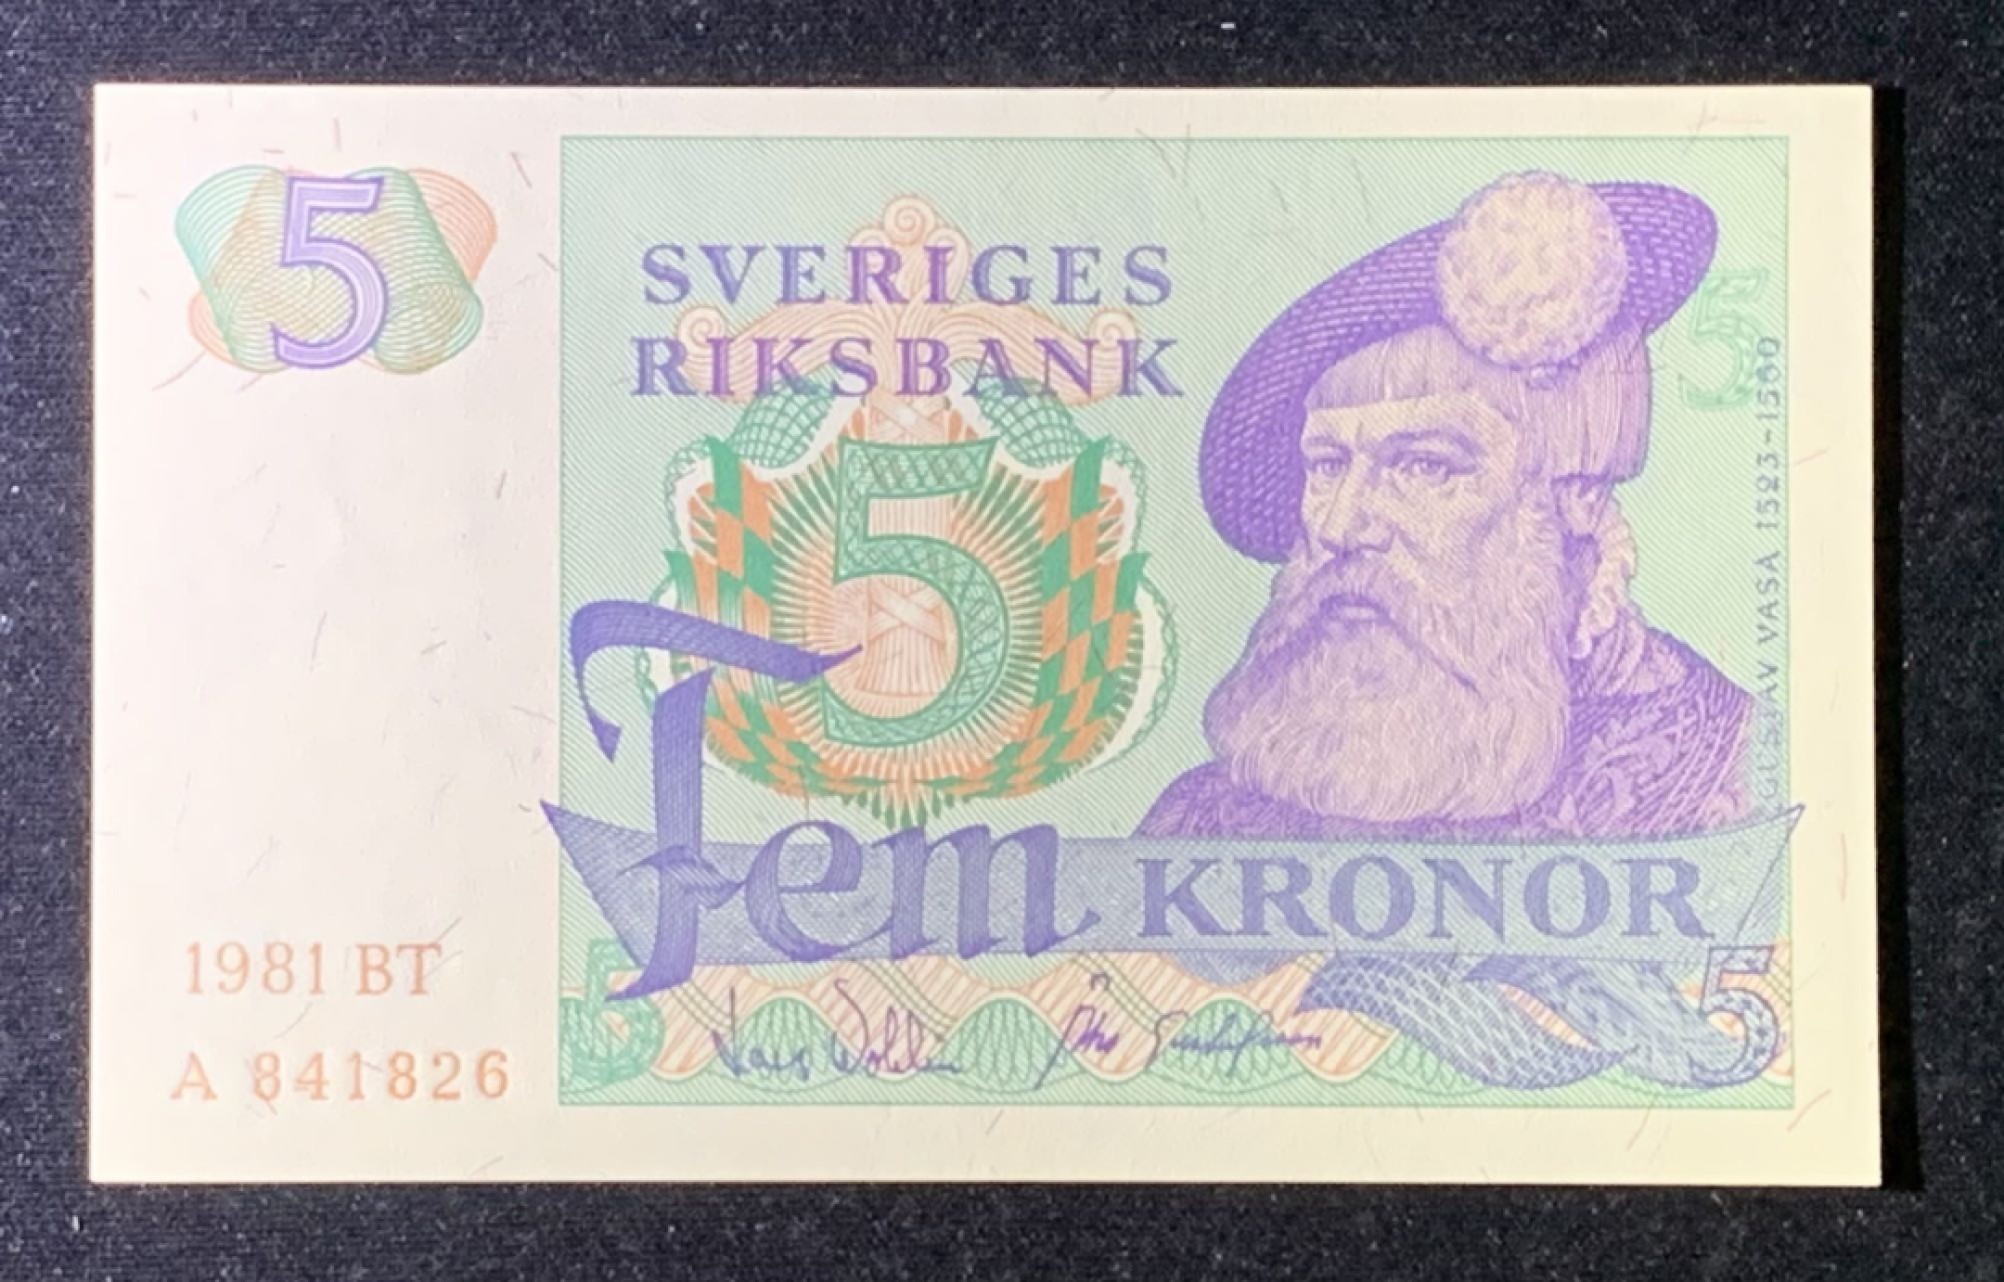 5
SVERIGES
RIKSBANK
5
5
GUSTAV VASA 1523-1560
Fem KRONOR
1981 BT
A 841826
5
5